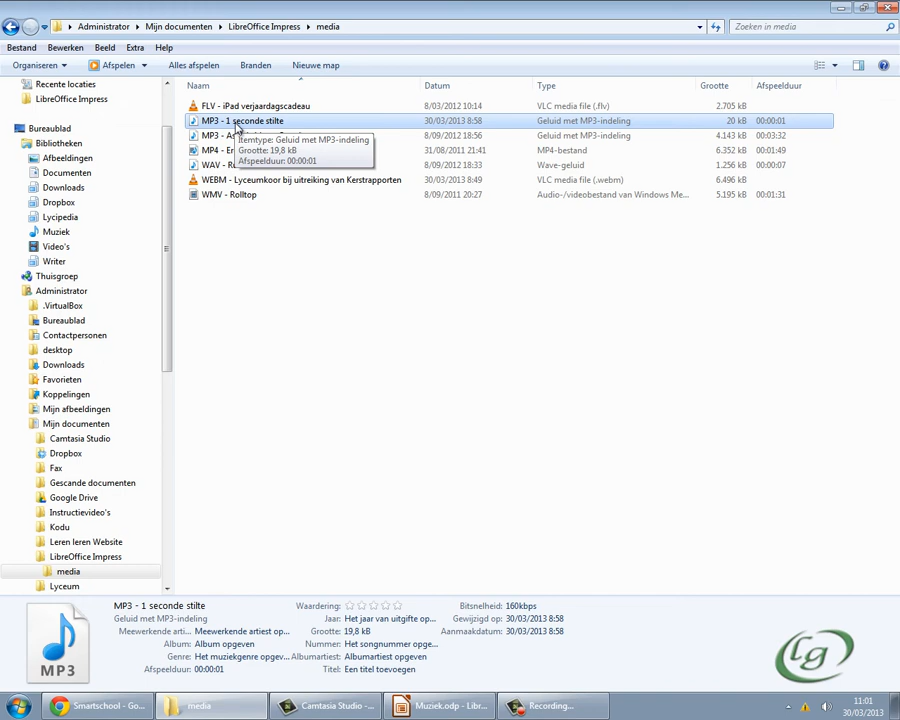 Administrator ▸ Mijn documenten ▸ LibreOffice Impress ▸ media
Zoeken in media
Bestand Bewerken Beeld Extra Help
Organiseren Afspelen Alles afspelen Branden Nieuwe map
Naam Datum Type Grootte Afspeelduur
FLV - iPad verjaardagscadeau 8/03/2012 10:14 VLC media file (.flv) 2.705 kB
MP3 - 1 seconde stilte 30/03/2013 8:58 Geluid met MP3-indeling 20 kB 00:00:01
MP3 - 8/09/2012 18:56 Geluid met MP3-indeling 4.143 kB 00:03:32
MP4 - 31/08/2011 21:41 MP4-bestand 6.352 kB 00:01:49
WAV - 8/09/2012 18:33 Wave-geluid 1.256 kB 00:00:07
WEBM - Lyceumkoor bij uitreiking van Kerstrapporten 30/03/2013 8:49 VLC media file (.webm) 6.496 kB
WMV - Rolltop 8/09/2011 20:27 Audio-/videobestand van Windows Me... 5.195 kB 00:01:31
Itemtype: Geluid met MP3-indeling
Grootte: 19,8 kB
Afspeelduur: 00:00:01
Recente locaties
LibreOffice Impress
Bureaublad
Bibliotheken
Afbeeldingen
Documenten
Downloads
Dropbox
Lycipedia
Muziek
Video's
Writer
Thuisgroep
Administrator
.VirtualBox
Bureaublad
Contactpersonen
desktop
Downloads
Favorieten
Koppelingen
Mijn afbeeldingen
Mijn documenten
Camtasia Studio
Dropbox
Fax
Gescande documenten
Google Drive
Instructievideo's
Kodu
Leren leren Website
LibreOffice Impress
media
Lyceum
MP3
MP3 - 1 seconde stilte
Geluid met MP3-indeling
Meewerkende arti... Meewerkende artiest op...
Album: Album opgeven
Genre: Het muziekgenre opgev...
Afspeelduur: 00:00:01
Waardering:
Jaar: Het jaar van uitgifte op...
Grootte: 19,8 kB
Nummer: Het songnummer opge...
Albumartiest: Albumartiest opgeven
Titel: Een titel toevoegen
Bitsnelheid: 160kbps
Gewijzigd op: 30/03/2013 8:58
Aanmaakdatum: 30/03/2013 8:58
Lg
Smartschool - Go...
media
Camtasia Studio -...
Muziek.odp - Libr...
Recording...
11:01
30/03/2013